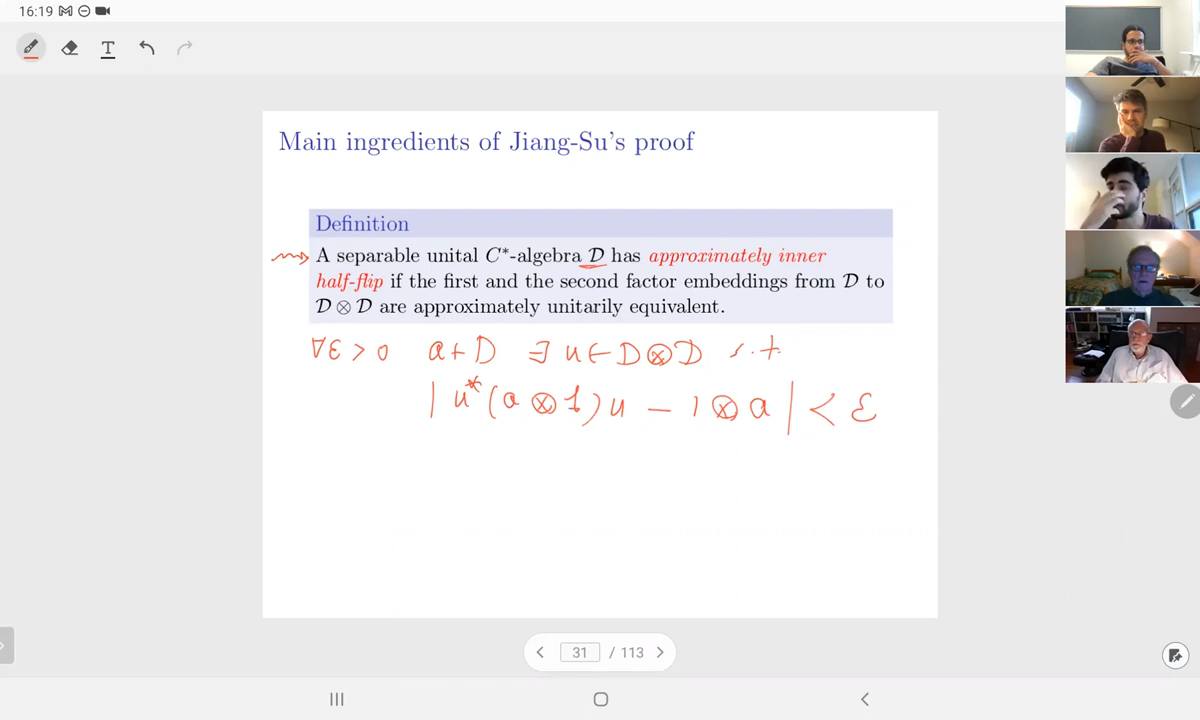 16:19
T
Main ingredients of Jiang-Su's proof
Definition
A separable unital C*-algebra 𝒟 has approximately inner
half-flip if the first and the second factor embeddings from 𝒟 to
𝒟 ⊗ 𝒟 are approximately unitarily equivalent.
∀ε > 0 a ∈ D ∃ u ∈ D ⊗ D s.t.
| u*(a ⊗ 1)u − 1 ⊗ a | < ε
31 / 113